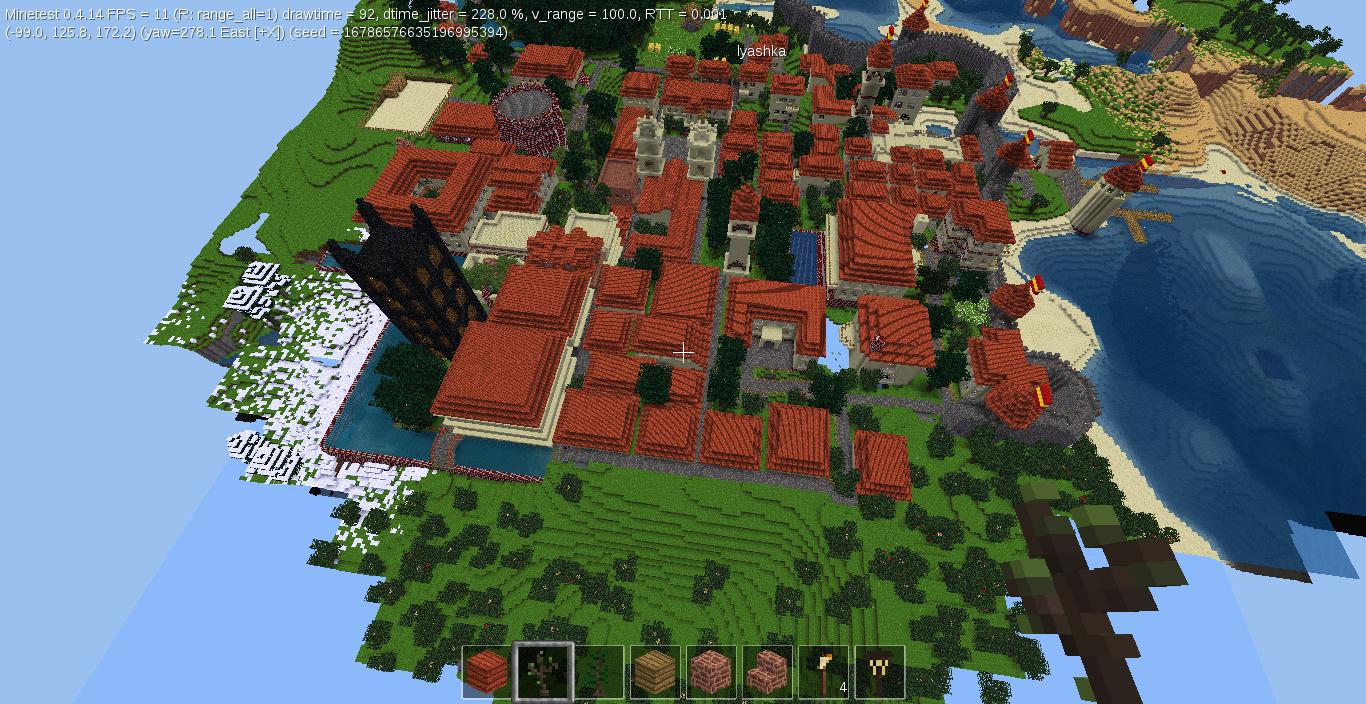 Minetest 0.4.14 FPS = 11 (R: range_all=1) drawtime = 92, dtime_jitter = 228.0 %, v_range = 100.0, RTT = 0.001
(-99.0, 125.8, 172.2) (yaw=278.1 East [+X]) (seed = 16786576635196995394)
lyashka
4